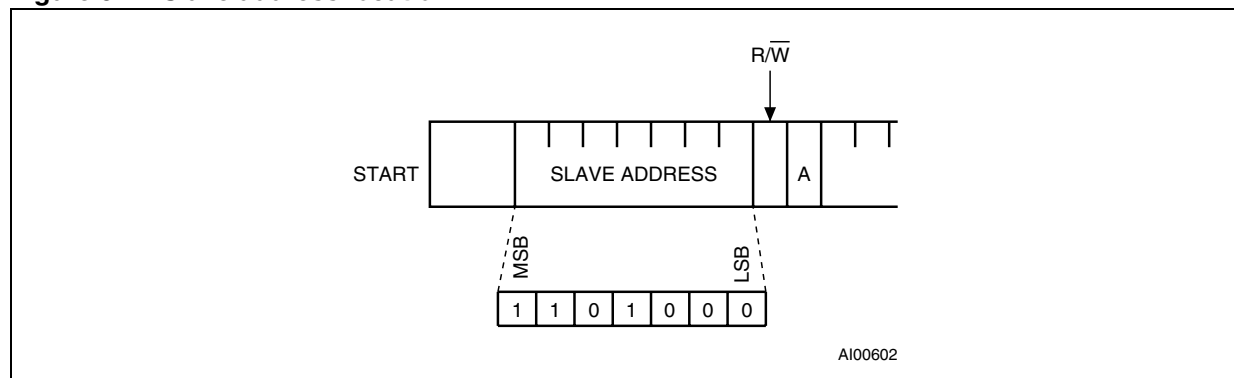 R/W̅
START
SLAVE ADDRESS
A
MSB
LSB
1 1 0 1 0 0 0
AI00602